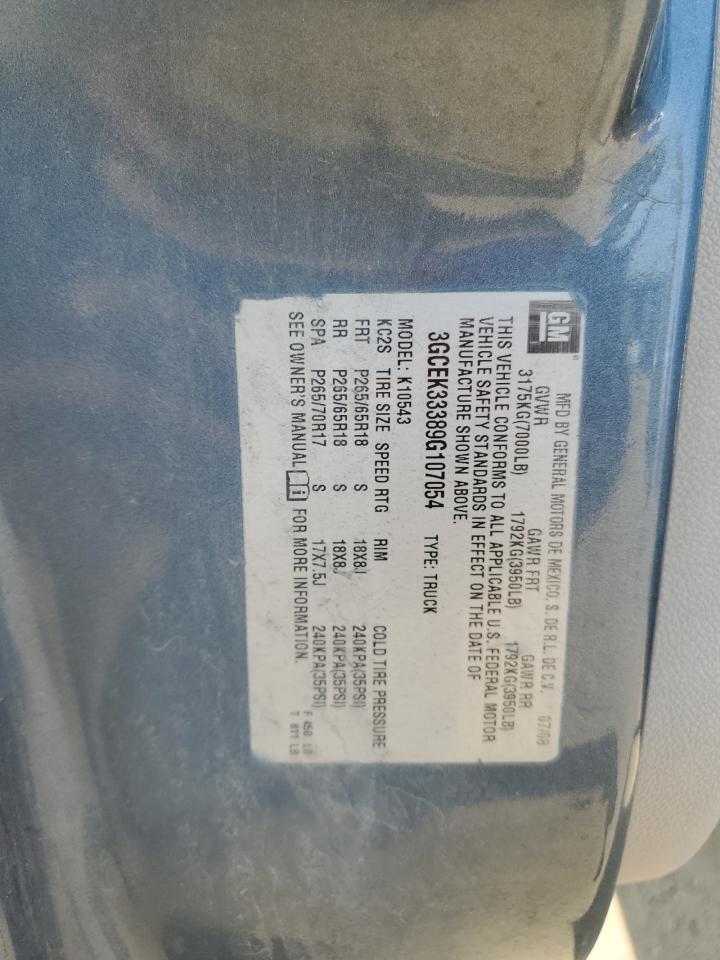 GM
MFD BY GENERAL MOTORS DE MEXICO, S. DE R.L. DE C.V. 07/08
GVWR GAWR FRT GAWR RR
3175KG(7000LB) 1792KG(3950LB) 1792KG(3950LB)
THIS VEHICLE CONFORMS TO ALL APPLICABLE U.S. FEDERAL MOTOR
VEHICLE SAFETY STANDARDS IN EFFECT ON THE DATE OF
MANUFACTURE SHOWN ABOVE.
3GCEK33389G107054 TYPE: TRUCK
MODEL: K10543
KC2S TIRE SIZE SPEED RTG RIM COLD TIRE PRESSURE
FRT P265/65R18 S 18X8J 240KPA(35PSI)
RR P265/65R18 S 18X8J 240KPA(35PSI)
SPA P265/70R17 S 17X7.5J 240KPA(35PSI)
SEE OWNER'S MANUAL i FOR MORE INFORMATION.
F 450 LB
T 811 LB